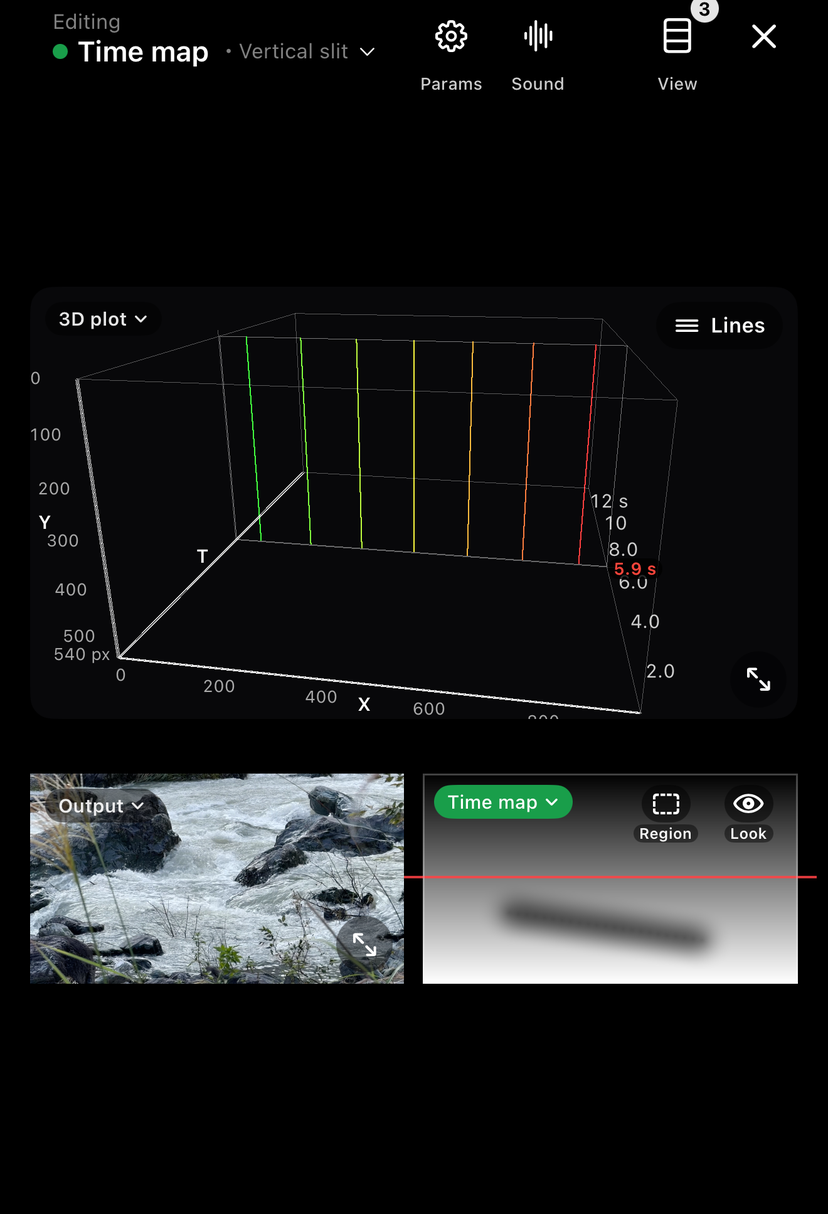 Editing
3
Time map · Vertical slit
Params
Sound
View
3D plot
Lines
0
100
200
Y
300
400
500
540 px
T
0
200
400
X
600
800
12 s
10
8.0
5.9 s
6.0
4.0
2.0
Output
Time map
Region
Look